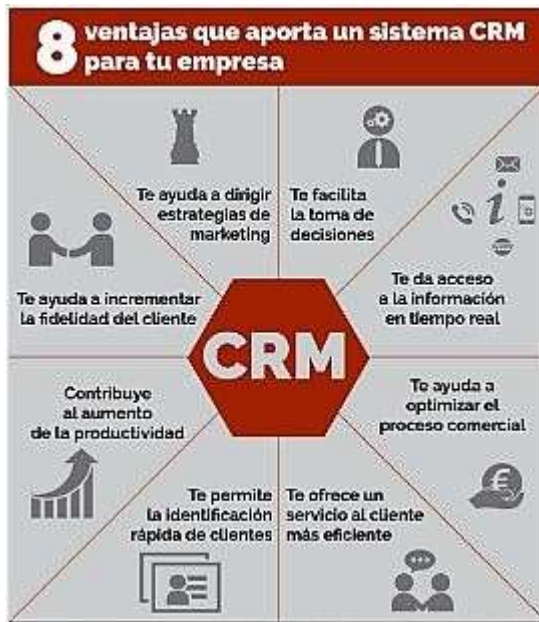 8 ventajas que aporta un sistema CRM
para tu empresa
Te ayuda a dirigir
estrategias de
marketing
Te facilita
la toma de
decisiones
Te ayuda a incrementar
la fidelidad del cliente
Te da acceso
a la información
en tiempo real
CRM
Contribuye
al aumento
de la productividad
Te ayuda a
optimizar el
proceso comercial
Te permite
la identificación
rápida de clientes
Te ofrece un
servicio al cliente
más eficiente
i
€